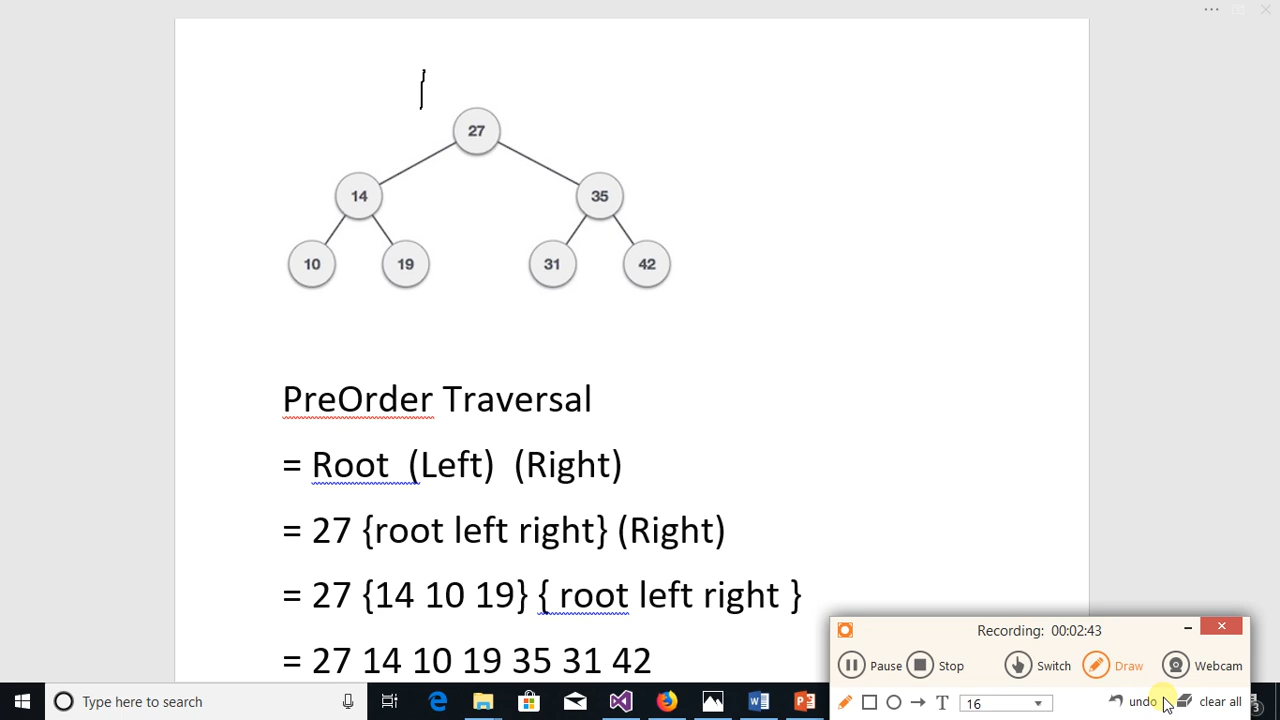 27
14 35
10 19 31 42
PreOrder Traversal
= Root (Left) (Right)
= 27 {root left right} (Right)
= 27 {14 10 19} { root left right }
= 27 14 10 19 35 31 42
Recording: 00:02:43
Pause Stop Switch Draw Webcam
T 16 undo clear all
Type here to search
3